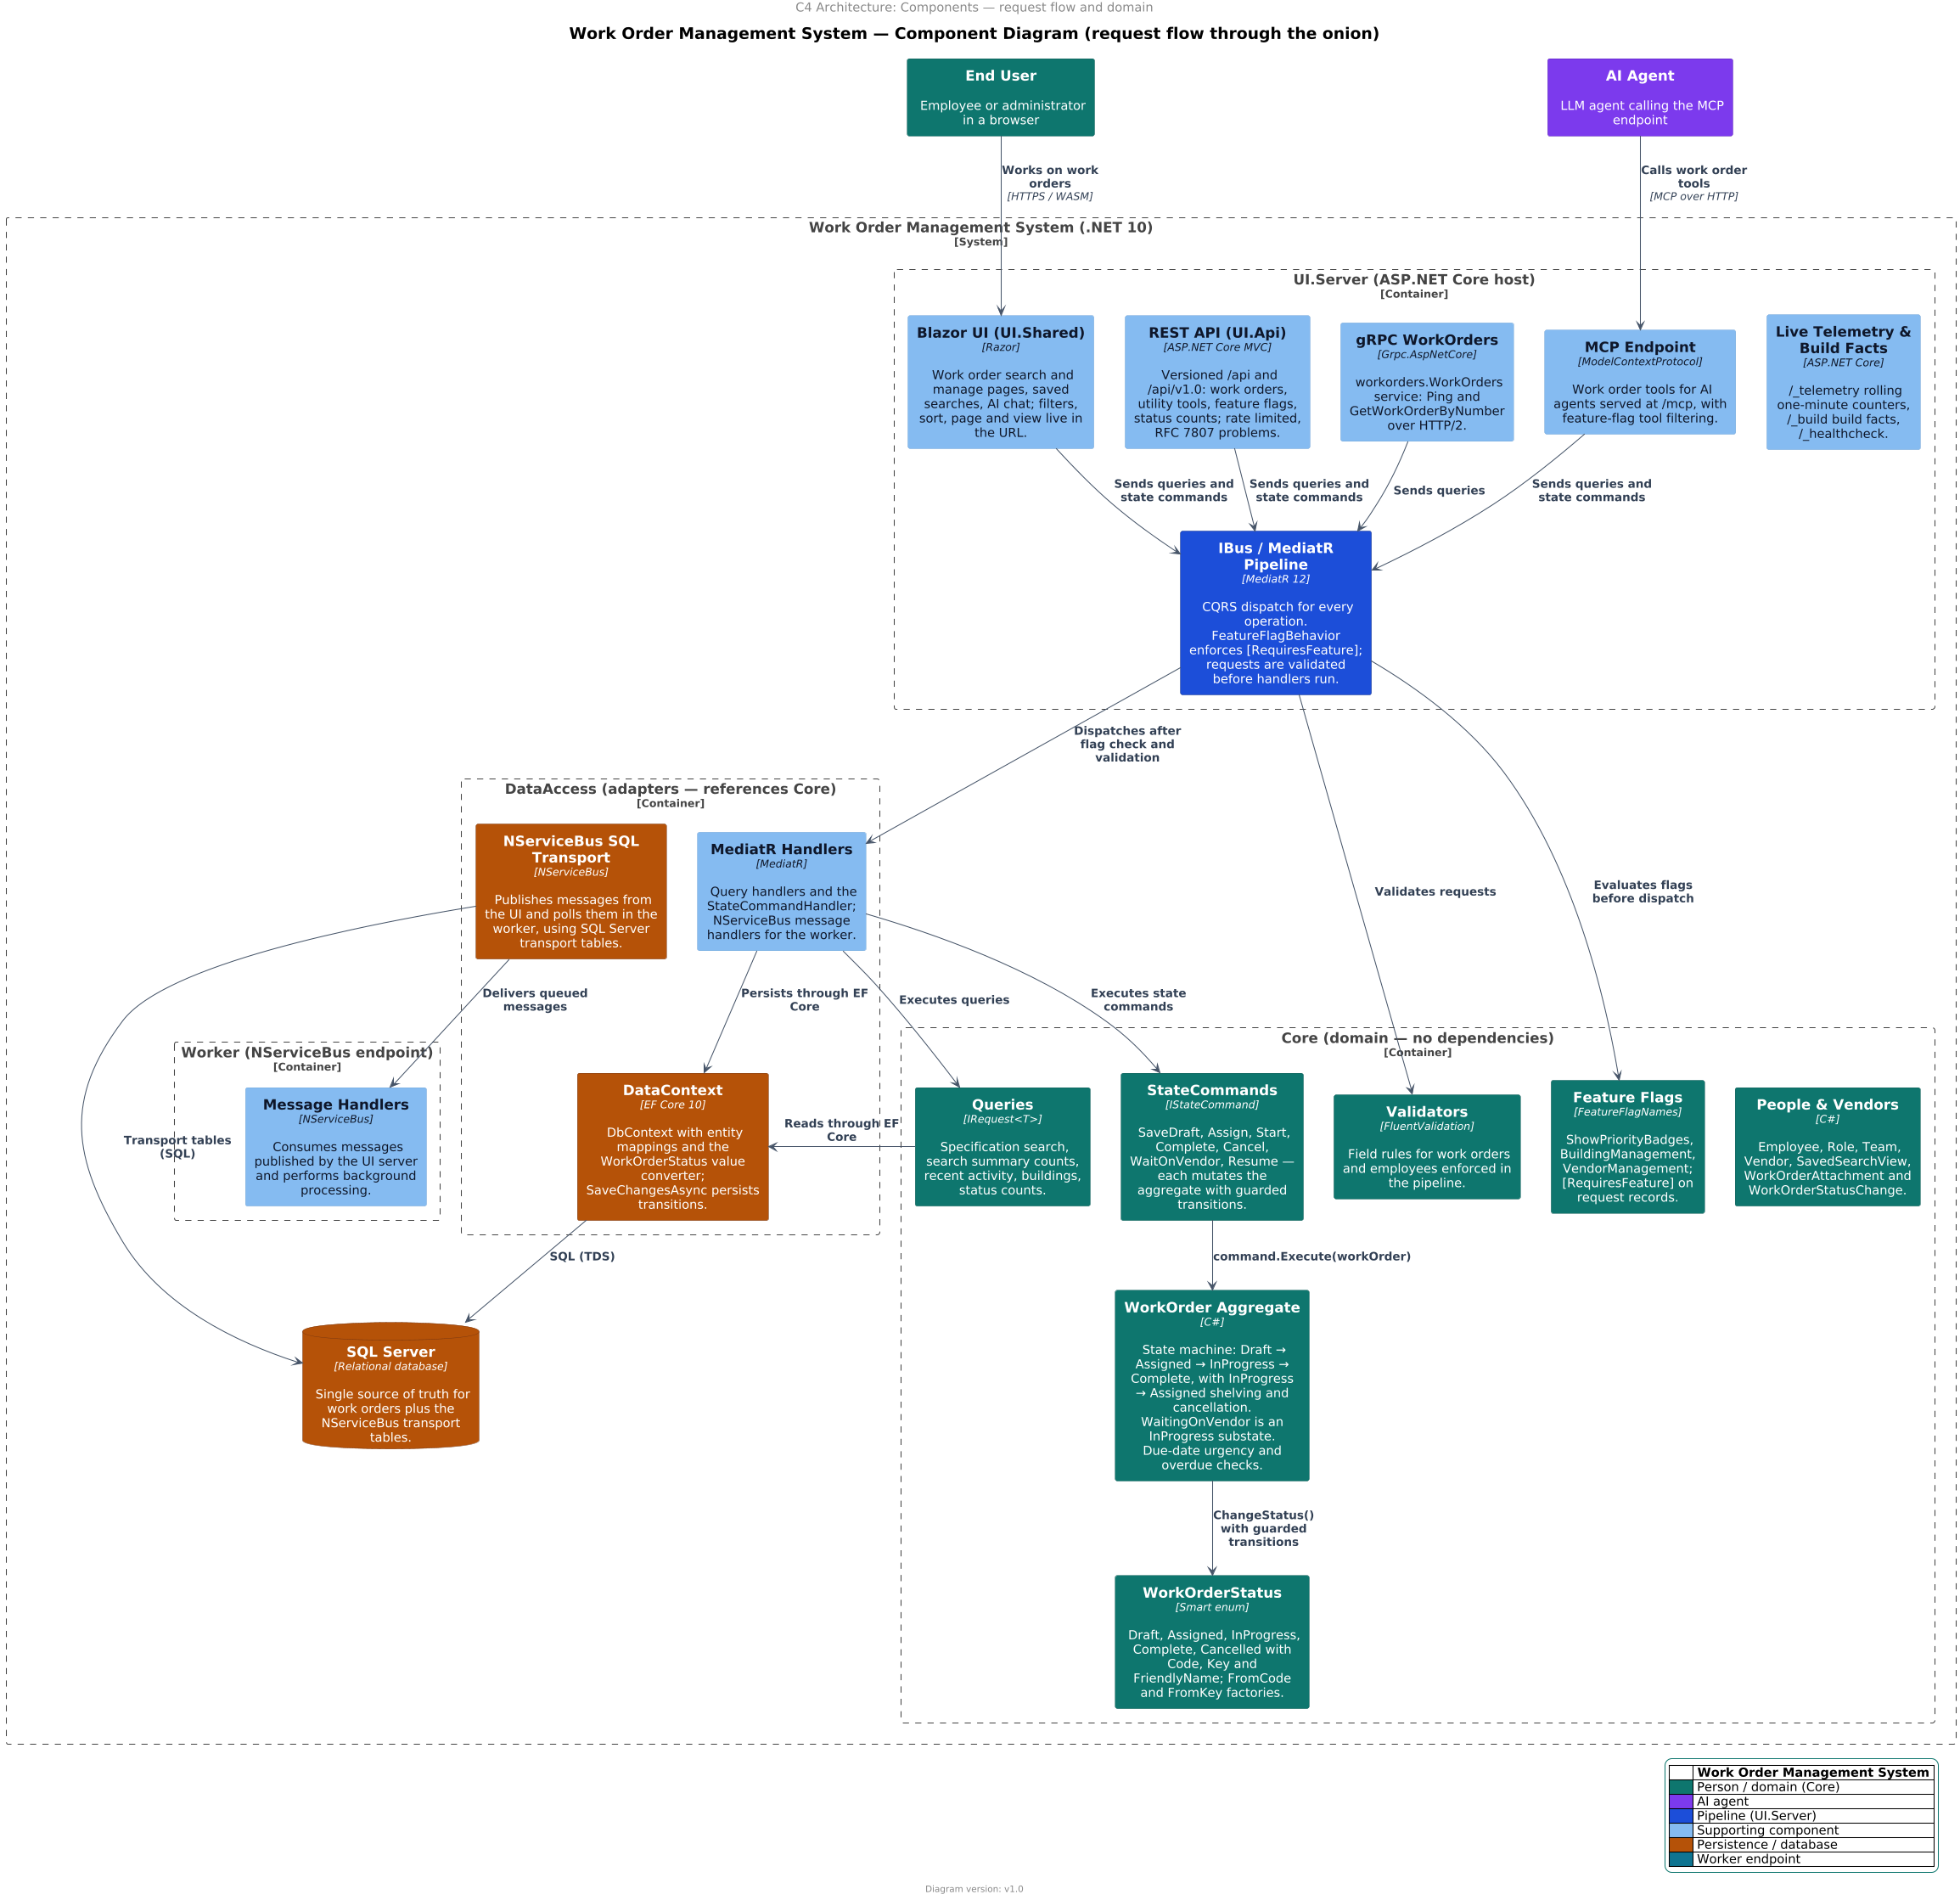 C4 Architecture: Components — request flow and domain
Work Order Management System — Component Diagram (request flow through the onion)
End User
Employee or administrator
in a browser
AI Agent
LLM agent calling the MCP
endpoint
Works on work
orders
[HTTPS / WASM]
Calls work order
tools
[MCP over HTTP]
Work Order Management System (.NET 10)
[System]
UI.Server (ASP.NET Core host)
[Container]
Blazor UI (UI.Shared)
[Razor]
Work order search and
manage pages, saved
searches, AI chat; filters,
sort, page and view live in
the URL.
REST API (UI.Api)
[ASP.NET Core MVC]
Versioned /api and
/api/v1.0: work orders,
utility tools, feature flags,
status counts; rate limited,
RFC 7807 problems.
gRPC WorkOrders
[Grpc.AspNetCore]
workorders.WorkOrders
service: Ping and
GetWorkOrderByNumber
over HTTP/2.
MCP Endpoint
[ModelContextProtocol]
Work order tools for AI
agents served at /mcp, with
feature-flag tool filtering.
Live Telemetry &
Build Facts
[ASP.NET Core]
/_telemetry rolling
one-minute counters,
/_build build facts,
/_healthcheck.
Sends queries and
state commands
Sends queries and
state commands
Sends queries
Sends queries and
state commands
IBus / MediatR
Pipeline
[MediatR 12]
CQRS dispatch for every
operation.
FeatureFlagBehavior
enforces [RequiresFeature];
requests are validated
before handlers run.
Dispatches after
flag check and
validation
Validates requests
Evaluates flags
before dispatch
DataAccess (adapters — references Core)
[Container]
NServiceBus SQL
Transport
[NServiceBus]
Publishes messages from
the UI and polls them in the
worker, using SQL Server
transport tables.
MediatR Handlers
[MediatR]
Query handlers and the
StateCommandHandler;
NServiceBus message
handlers for the worker.
Delivers queued
messages
Persists through EF
Core
Executes queries
Executes state
commands
Worker (NServiceBus endpoint)
[Container]
Message Handlers
[NServiceBus]
Consumes messages
published by the UI server
and performs background
processing.
Transport tables
(SQL)
DataContext
[EF Core 10]
DbContext with entity
mappings and the
WorkOrderStatus value
converter;
SaveChangesAsync persists
transitions.
Reads through EF
Core
Core (domain — no dependencies)
[Container]
Queries
[IRequest<T>]
Specification search,
search summary counts,
recent activity, buildings,
status counts.
StateCommands
[IStateCommand]
SaveDraft, Assign, Start,
Complete, Cancel,
WaitOnVendor, Resume —
each mutates the
aggregate with guarded
transitions.
Validators
[FluentValidation]
Field rules for work orders
and employees enforced in
the pipeline.
Feature Flags
[FeatureFlagNames]
ShowPriorityBadges,
BuildingManagement,
VendorManagement;
[RequiresFeature] on
request records.
People & Vendors
[C#]
Employee, Role, Team,
Vendor, SavedSearchView,
WorkOrderAttachment and
WorkOrderStatusChange.
SQL (TDS)
command.Execute(workOrder)
SQL Server
[Relational database]
Single source of truth for
work orders plus the
NServiceBus transport
tables.
WorkOrder Aggregate
[C#]
State machine: Draft →
Assigned → InProgress →
Complete, with InProgress
→ Assigned shelving and
cancellation.
WaitingOnVendor is an
InProgress substate.
Due-date urgency and
overdue checks.
ChangeStatus()
with guarded
transitions
WorkOrderStatus
[Smart enum]
Draft, Assigned, InProgress,
Complete, Cancelled with
Code, Key and
FriendlyName; FromCode
and FromKey factories.
Work Order Management System
Person / domain (Core)
AI agent
Pipeline (UI.Server)
Supporting component
Persistence / database
Worker endpoint
Diagram version: v1.0